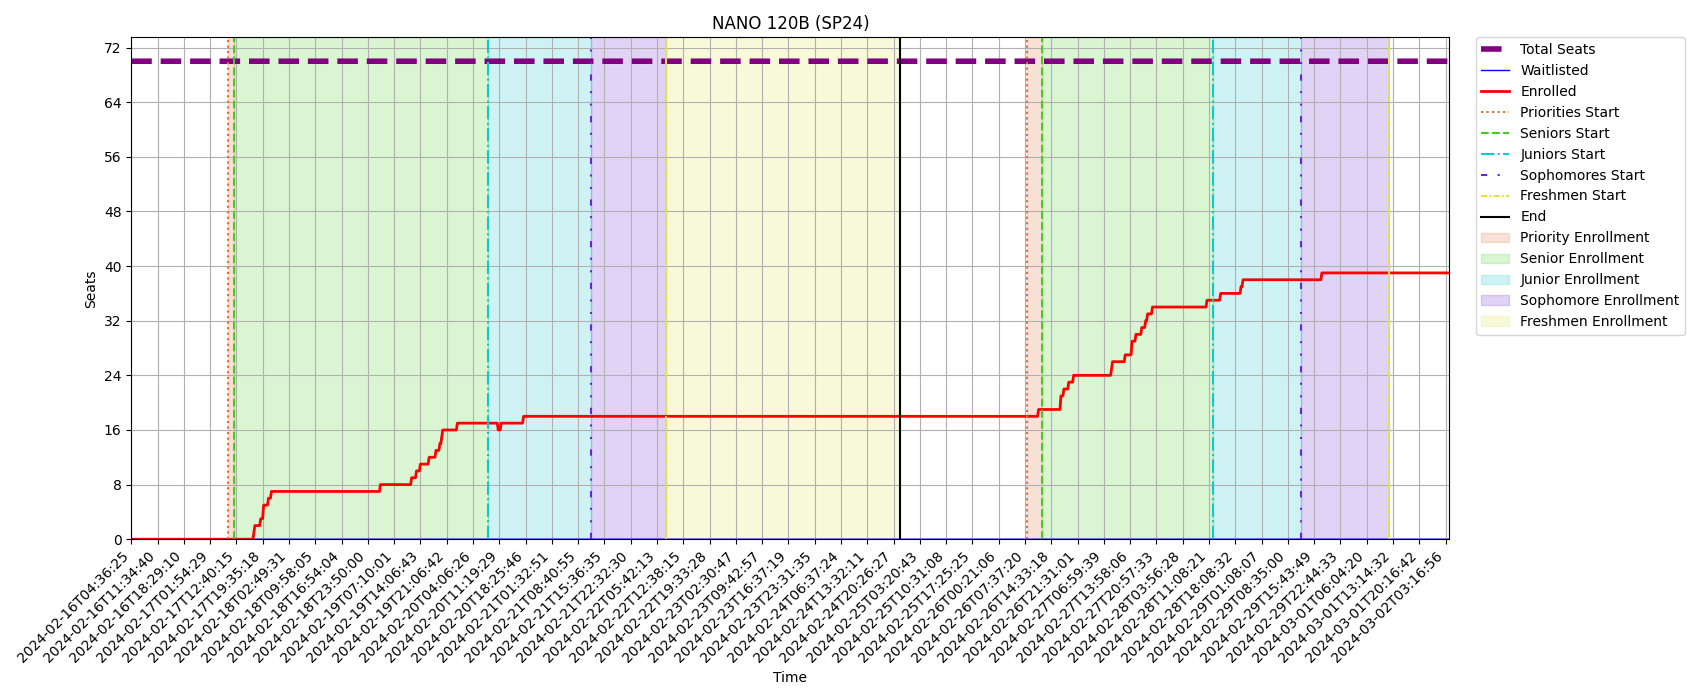 NANO 120B (SP24)
72
64
56
48
40
32
24
16
8
0
Seats
2024-02-16T04:36:25
2024-02-16T11:34:40
2024-02-16T18:29:10
2024-02-17T01:54:29
2024-02-17T12:40:15
2024-02-17T19:35:18
2024-02-18T02:49:31
2024-02-18T09:58:05
2024-02-18T16:54:04
2024-02-18T23:50:00
2024-02-19T07:10:01
2024-02-19T14:06:43
2024-02-19T21:06:42
2024-02-20T04:06:26
2024-02-20T11:19:29
2024-02-20T18:25:46
2024-02-21T01:32:51
2024-02-21T08:40:55
2024-02-21T15:36:35
2024-02-21T22:32:30
2024-02-22T05:42:13
2024-02-22T12:38:15
2024-02-22T19:33:28
2024-02-23T02:30:47
2024-02-23T09:42:57
2024-02-23T16:37:19
2024-02-23T23:31:35
2024-02-24T06:37:24
2024-02-24T13:32:11
2024-02-24T20:26:27
2024-02-25T03:20:43
2024-02-25T10:31:08
2024-02-25T17:25:25
2024-02-26T00:21:06
2024-02-26T07:37:20
2024-02-26T14:33:18
2024-02-26T21:31:01
2024-02-27T06:59:39
2024-02-27T13:58:06
2024-02-27T20:57:33
2024-02-28T03:56:28
2024-02-28T11:08:21
2024-02-28T18:08:32
2024-02-29T01:08:07
2024-02-29T08:35:00
2024-02-29T15:43:49
2024-02-29T22:44:33
2024-03-01T06:04:20
2024-03-01T13:14:32
2024-03-01T20:16:42
2024-03-02T03:16:56
Time
Total Seats
Waitlisted
Enrolled
Priorities Start
Seniors Start
Juniors Start
Sophomores Start
Freshmen Start
End
Priority Enrollment
Senior Enrollment
Junior Enrollment
Sophomore Enrollment
Freshmen Enrollment